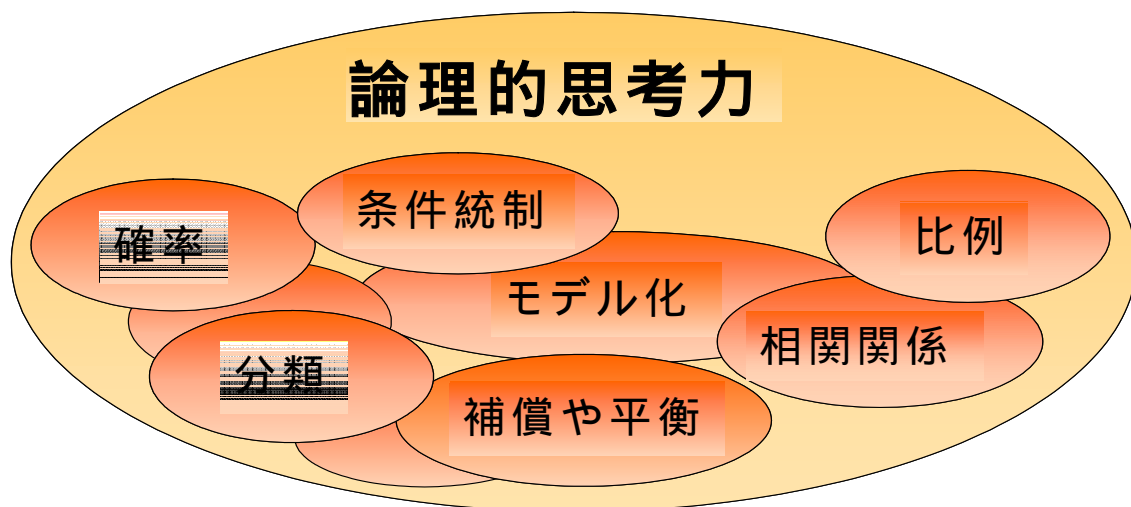 論理的思考力
条件統制
確率
比例
モデル化
相関関係
分類
補償や平衡